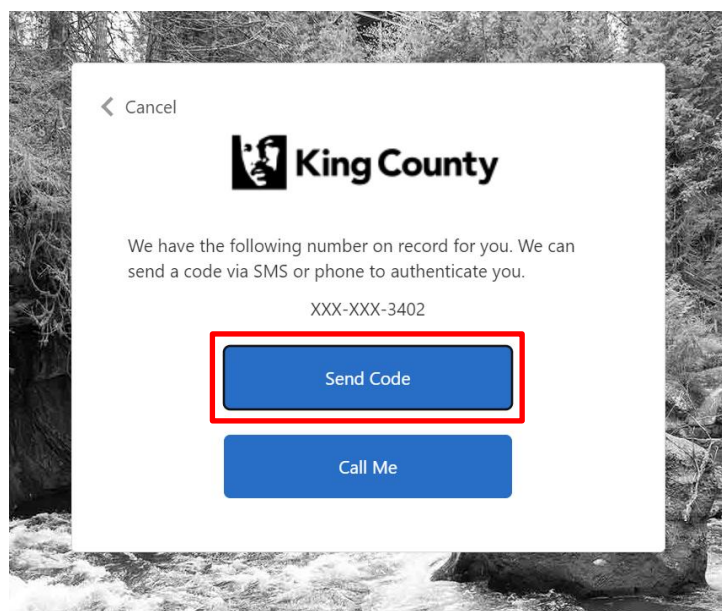 Cancel
King County
We have the following number on record for you. We can
send a code via SMS or phone to authenticate you.
XXX-XXX-3402
Send Code
Call Me